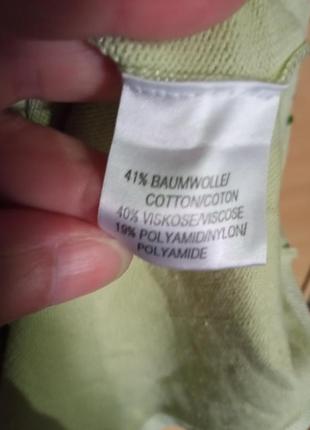 41% BAUMWOLLE/
COTTON/COTON
40% VISKOSE/VISCOSE
19% POLYAMID/NYLON/
POLYAMIDE